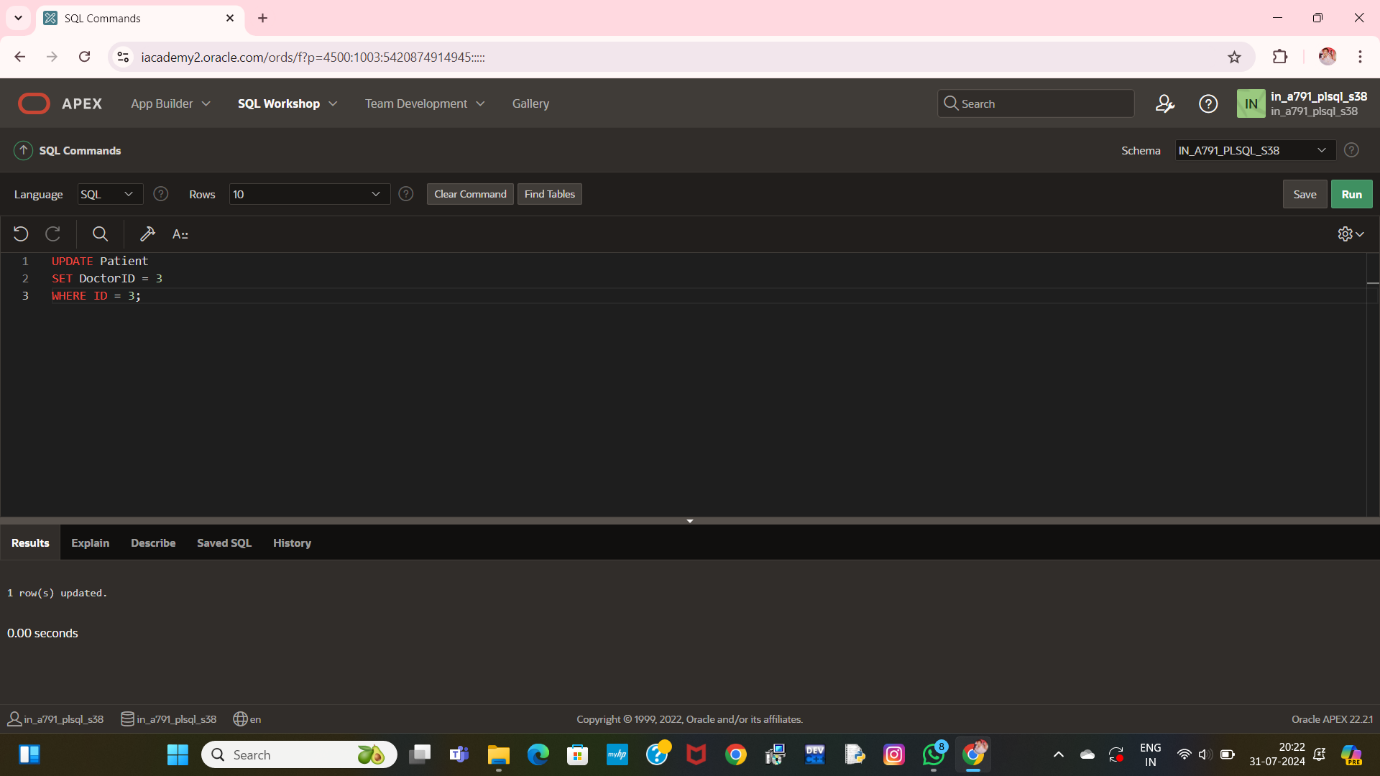 SQL Commands
iacademy2.oracle.com/ords/f?p=4500:1003:5420874914945:::::
APEX App Builder SQL Workshop Team Development Gallery Search IN in_a791_plsql_s38
in_a791_plsql_s38
SQL Commands Schema IN_A791_PLSQL_S38
Language SQL Rows 10 Clear Command Find Tables Save Run
1 UPDATE Patient
2 SET DoctorID = 3
3 WHERE ID = 3;
Results Explain Describe Saved SQL History
1 row(s) updated.
0.00 seconds
in_a791_plsql_s38 in_a791_plsql_s38 en Copyright © 1999, 2022, Oracle and/or its affiliates. Oracle APEX 22.2.1
Search myhp DEV 8 ENG 20:22 PRE
IN 31-07-2024